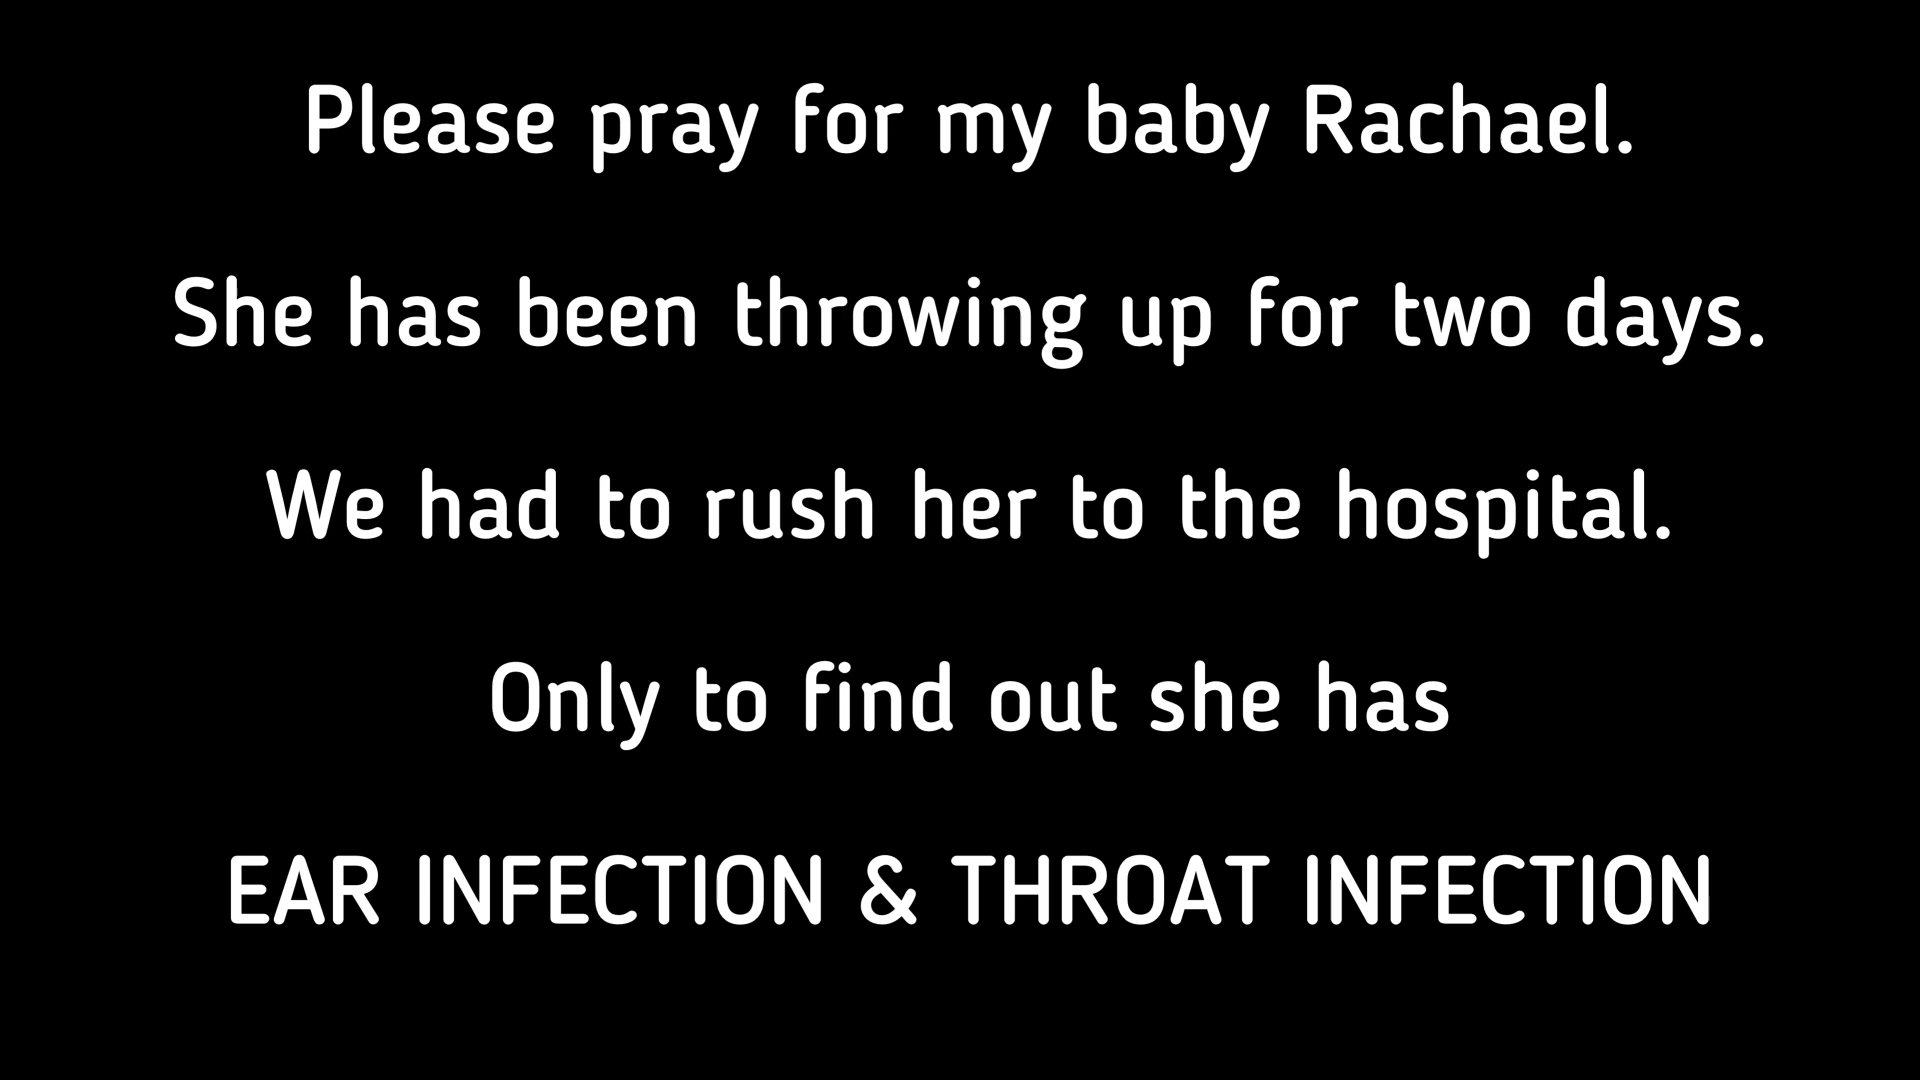 Please pray for my baby Rachael.
She has been throwing up for two days.
We had to rush her to the hospital.
Only to find out she has
EAR INFECTION & THROAT INFECTION